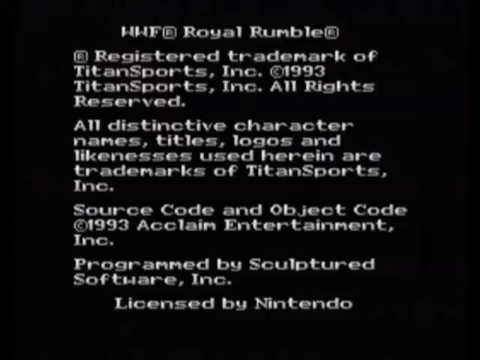 WWF® Royal Rumble®
® Registered trademark of
TitanSports, Inc. ©1993
TitanSports, Inc. All Rights
Reserved.
All distinctive character
names, titles, logos and
likenesses used herein are
trademarks of TitanSports,
Inc.
Source Code and Object Code
©1993 Acclaim Entertainment,
Inc.
Programmed by Sculptured
Software, Inc.
Licensed by Nintendo